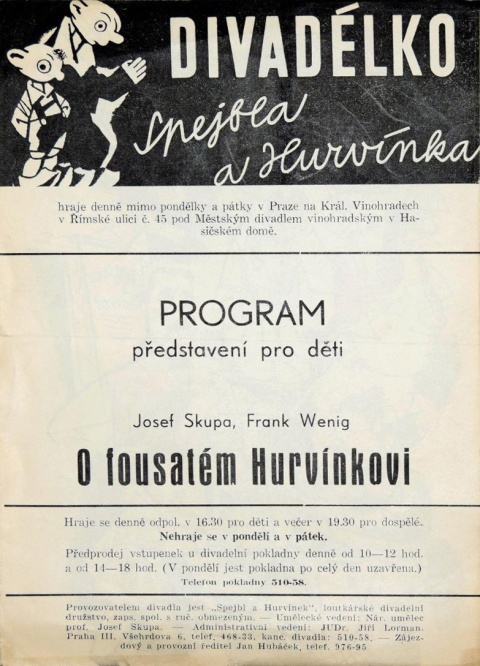 DIVADÉLKO
Spejbla
a Hurvínka
hraje denně mimo pondělky a pátky v Praze na Král. Vinohradech
v Římské ulici č. 45 pod Městským divadlem vinohradským v Ha-
sičském domě.
PROGRAM
představení pro děti
Josef Skupa, Frank Wenig
O fousatém Hurvínkovi
Hraje se denně odpol. v 16.30 pro děti a večer v 19.30 pro dospělé.
Nehraje se v pondělí a v pátek.
Předprodej vstupenek u divadelní pokladny denně od 10—12 hod.
a od 14—18 hod. (V pondělí jest pokladna po celý den uzavřena.)
Telefon pokladny 510-58.
Provozovatelem divadla jest „Spejbl a Hurvínek“, loutkářské divadelní
družstvo, zaps. spol. s ruč. obmezeným. — Umělecké vedení: Nár. umělec
prof. Josef Skupa. — Administrativní vedení: JUDr. Jiří Lorman.
Praha III, Všehrdova 6, telef. 468-33, kanc. divadla: 510-58. — Zájez-
dový a provozní ředitel Jan Hubáček, telef. 976-95